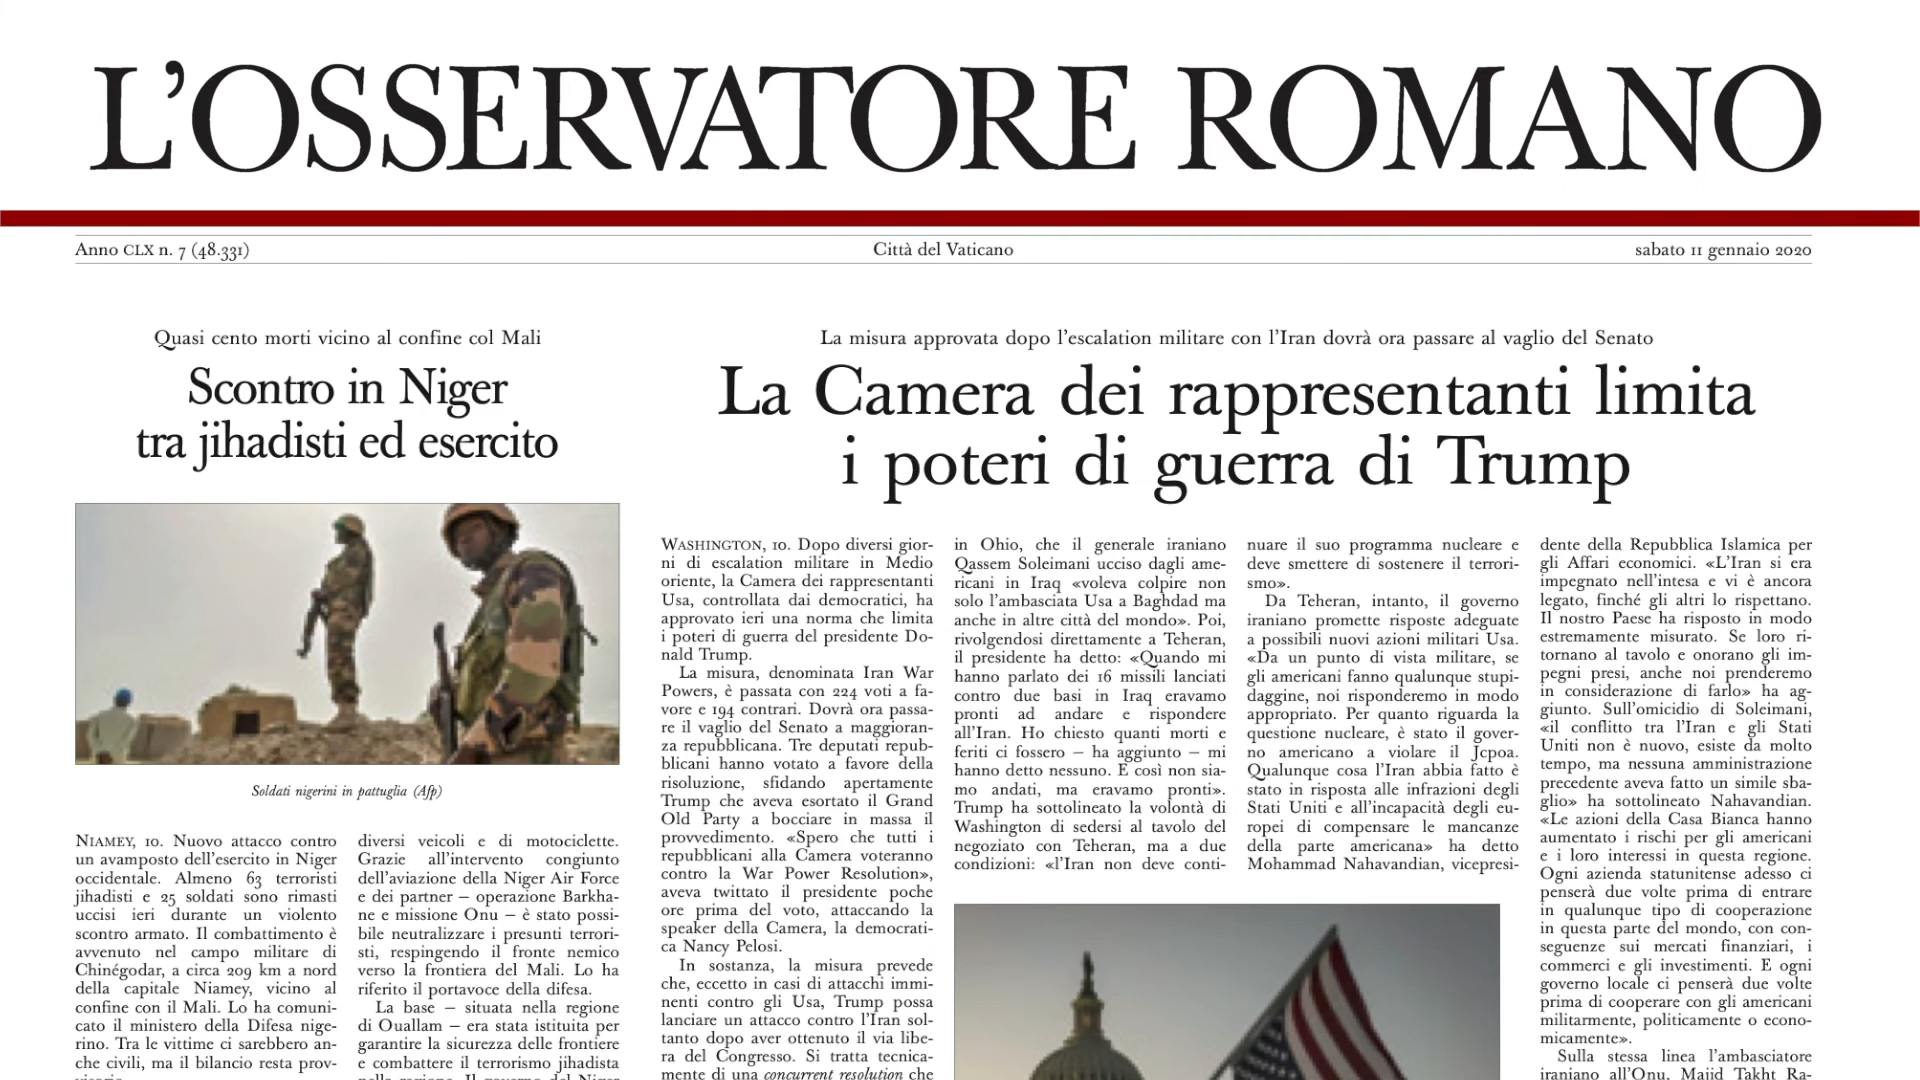 L'OSSERVATORE ROMANO
Anno CLX n. 7 (48.331)
Città del Vaticano
sabato 11 gennaio 2020
Quasi cento morti vicino al confine col Mali
Scontro in Niger
tra jihadisti ed esercito
Soldati nigerini in pattuglia (Afp)
NIAMEY, 10. Nuovo attacco contro
un avamposto dell'esercito in Niger
occidentale. Almeno 63 terroristi
jihadisti e 25 soldati sono rimasti
uccisi ieri durante un violento
scontro armato. Il combattimento è
avvenuto nel campo militare di
Chinégodar, a circa 209 km a nord
della capitale Niamey, vicino al
confine con il Mali. Lo ha comuni-
cato il ministero della Difesa nige-
rino. Tra le vittime ci sarebbero an-
che civili, ma il bilancio resta prov-
diversi veicoli e di motociclette.
Grazie all'intervento congiunto
dell'aviazione della Niger Air Force
e dei partner – operazione Barkha-
ne e missione Onu – è stato possi-
bile neutralizzare i presunti terrori-
sti, respingendo il fronte nemico
verso la frontiera del Mali. Lo ha
riferito il portavoce della difesa.
La base – situata nella regione
di Ouallam – era stata istituita per
garantire la sicurezza delle frontiere
e combattere il terrorismo jihadista
La misura approvata dopo l'escalation militare con l'Iran dovrà ora passare al vaglio del Senato
La Camera dei rappresentanti limita
i poteri di guerra di Trump
WASHINGTON, 10. Dopo diversi gior-
ni di escalation militare in Medio
oriente, la Camera dei rappresentanti
Usa, controllata dai democratici, ha
approvato ieri una norma che limita
i poteri di guerra del presidente Do-
nald Trump.
La misura, denominata Iran War
Powers, è passata con 224 voti a fa-
vore e 194 contrari. Dovrà ora passa-
re il vaglio del Senato a maggioran-
za repubblicana. Tre deputati repub-
blicani hanno votato a favore della
risoluzione, sfidando apertamente
Trump che aveva esortato il Grand
Old Party a bocciare in massa il
provvedimento. «Spero che tutti i
repubblicani alla Camera voteranno
contro la War Power Resolution»,
aveva twittato il presidente poche
ore prima del voto, attaccando la
speaker della Camera, la democrati-
ca Nancy Pelosi.
In sostanza, la misura prevede
che, eccetto in casi di attacchi immi-
nenti contro gli Usa, Trump possa
lanciare un attacco contro l'Iran sol-
tanto dopo aver ottenuto il via libe-
ra del Congresso. Si tratta tecnica-
mente di una concurrent resolution che
in Ohio, che il generale iraniano
Qassem Soleimani ucciso dagli ame-
ricani in Iraq «voleva colpire non
solo l'ambasciata Usa a Baghdad ma
anche in altre città del mondo». Poi,
rivolgendosi direttamente a Teheran,
il presidente ha detto: «Quando mi
hanno parlato dei 16 missili lanciati
contro due basi in Iraq eravamo
pronti ad andare e rispondere
all'Iran. Ho chiesto quanti morti e
feriti ci fossero – ha aggiunto – mi
hanno detto nessuno. E così non sia-
mo andati, ma eravamo pronti».
Trump ha sottolineato la volontà di
Washington di sedersi al tavolo del
negoziato con Teheran, ma a due
condizioni: «l'Iran non deve conti-
nuare il suo programma nucleare e
deve smettere di sostenere il terrori-
smo».
Da Teheran, intanto, il governo
iraniano promette risposte adeguate
a possibili nuovi azioni militari Usa.
«Da un punto di vista militare, se
gli americani fanno qualunque stupi-
daggine, noi risponderemo in modo
appropriato. Per quanto riguarda la
questione nucleare, è stato il gover-
no americano a violare il Jcpoa.
Qualunque cosa l'Iran abbia fatto è
stato in risposta alle infrazioni degli
Stati Uniti e all'incapacità degli eu-
ropei di compensare le mancanze
della parte americana» ha detto
Mohammad Nahavandian, vicepresi-
dente della Repubblica Islamica per
gli Affari economici. «L'Iran si era
impegnato nell'intesa e vi è ancora
legato, finché gli altri lo rispettano.
Il nostro Paese ha risposto in modo
estremamente misurato. Se loro ri-
tornano al tavolo e onorano gli im-
pegni presi, anche noi prenderemo
in considerazione di farlo» ha ag-
giunto. Sull'omicidio di Soleimani,
«il conflitto tra l'Iran e gli Stati
Uniti non è nuovo, esiste da molto
tempo, ma nessuna amministrazione
precedente aveva fatto un simile sba-
glio» ha sottolineato Nahavandian.
«Le azioni della Casa Bianca hanno
aumentato i rischi per gli americani
e i loro interessi in questa regione.
Ogni azienda statunitense adesso ci
penserà due volte prima di entrare
in qualunque tipo di cooperazione
in questa parte del mondo, con con-
seguenze sui mercati finanziari, i
commerci e gli investimenti. E ogni
governo locale ci penserà due volte
prima di cooperare con gli americani
militarmente, politicamente o econo-
micamente».
Sulla stessa linea l'ambasciatore
iraniano all'Onu, Majid Takht Ra-